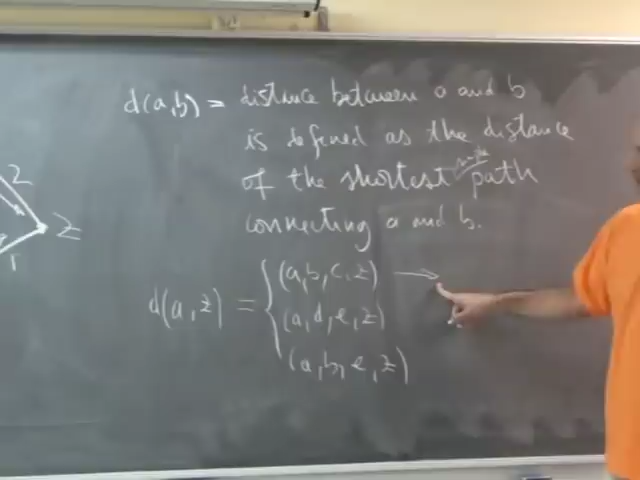 d(a,b) = distance between a and b
is defined as the distance
of the shortest path
connecting a and b.
2
z
1
d(a,z) = { (a,b,c,z) →
(a,d,e,z)
(a,b,e,z)